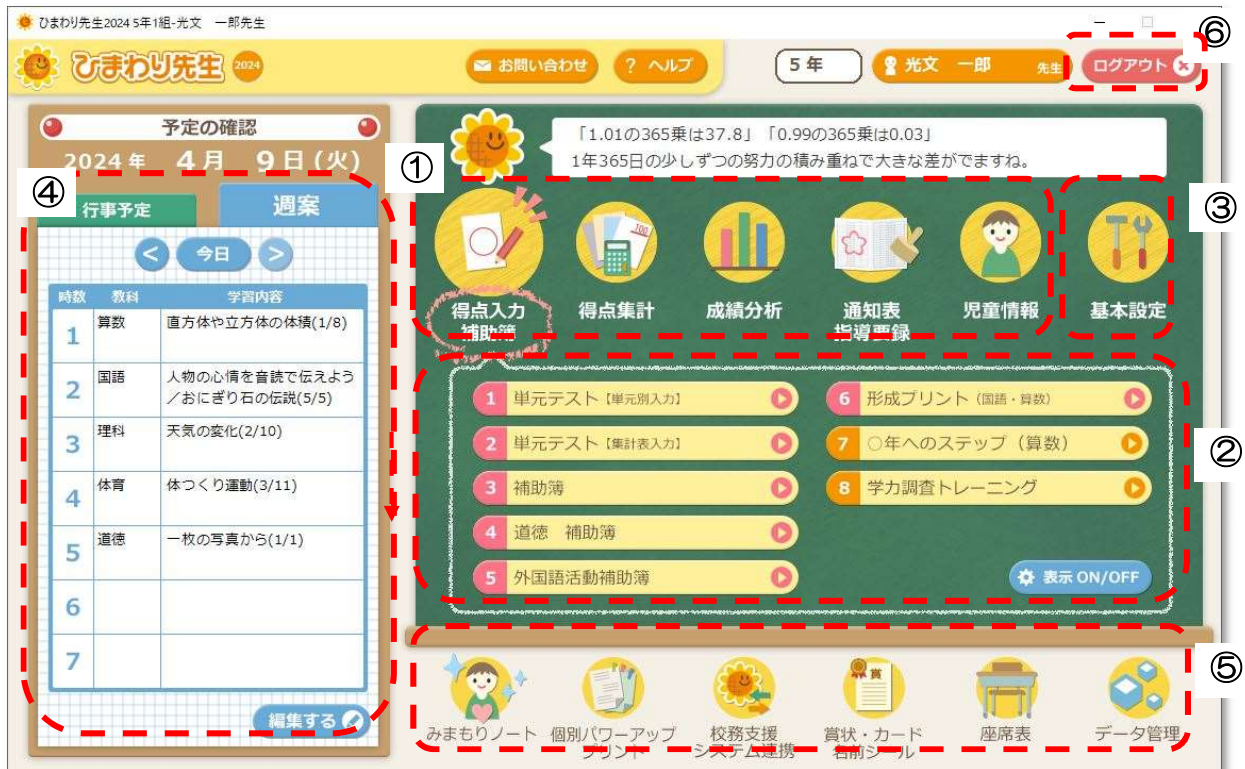 ひまわり先生2024 5年1組-光文 一郎先生
⑥
ひまわり先生 2024
お問い合わせ
? ヘルプ
5 年
光文 一郎 先生
ログアウト
予定の確認
2024 年 4 月 9 日 (火)
④
行事予定
週案
< 今日 >
時数 教科 学習内容
1 算数 直方体や立方体の体積(1/8)
2 国語 人物の心情を音読で伝えよう
／おにぎり石の伝説(5/5)
3 理科 天気の変化(2/10)
4 体育 体つくり運動(3/11)
5 道徳 一枚の写真から(1/1)
6
7
編集する
①
「1.01の365乗は37.8」「0.99の365乗は0.03」
1年365日の少しずつの努力の積み重ねで大きな差がでますね。
③
100
得点入力
補助簿
得点集計
成績分析
通知表
指導要録
児童情報
基本設定
②
1 単元テスト【単元別入力】
2 単元テスト【集計表入力】
3 補助簿
4 道徳 補助簿
5 外国語活動補助簿
6 形成プリント（国語・算数）
7 ○年へのステップ（算数）
8 学力調査トレーニング
表示 ON/OFF
⑤
賞
みまもりノート
個別パワーアップ
プリント
校務支援
システム連携
賞状・カード
名前シール
座席表
データ管理